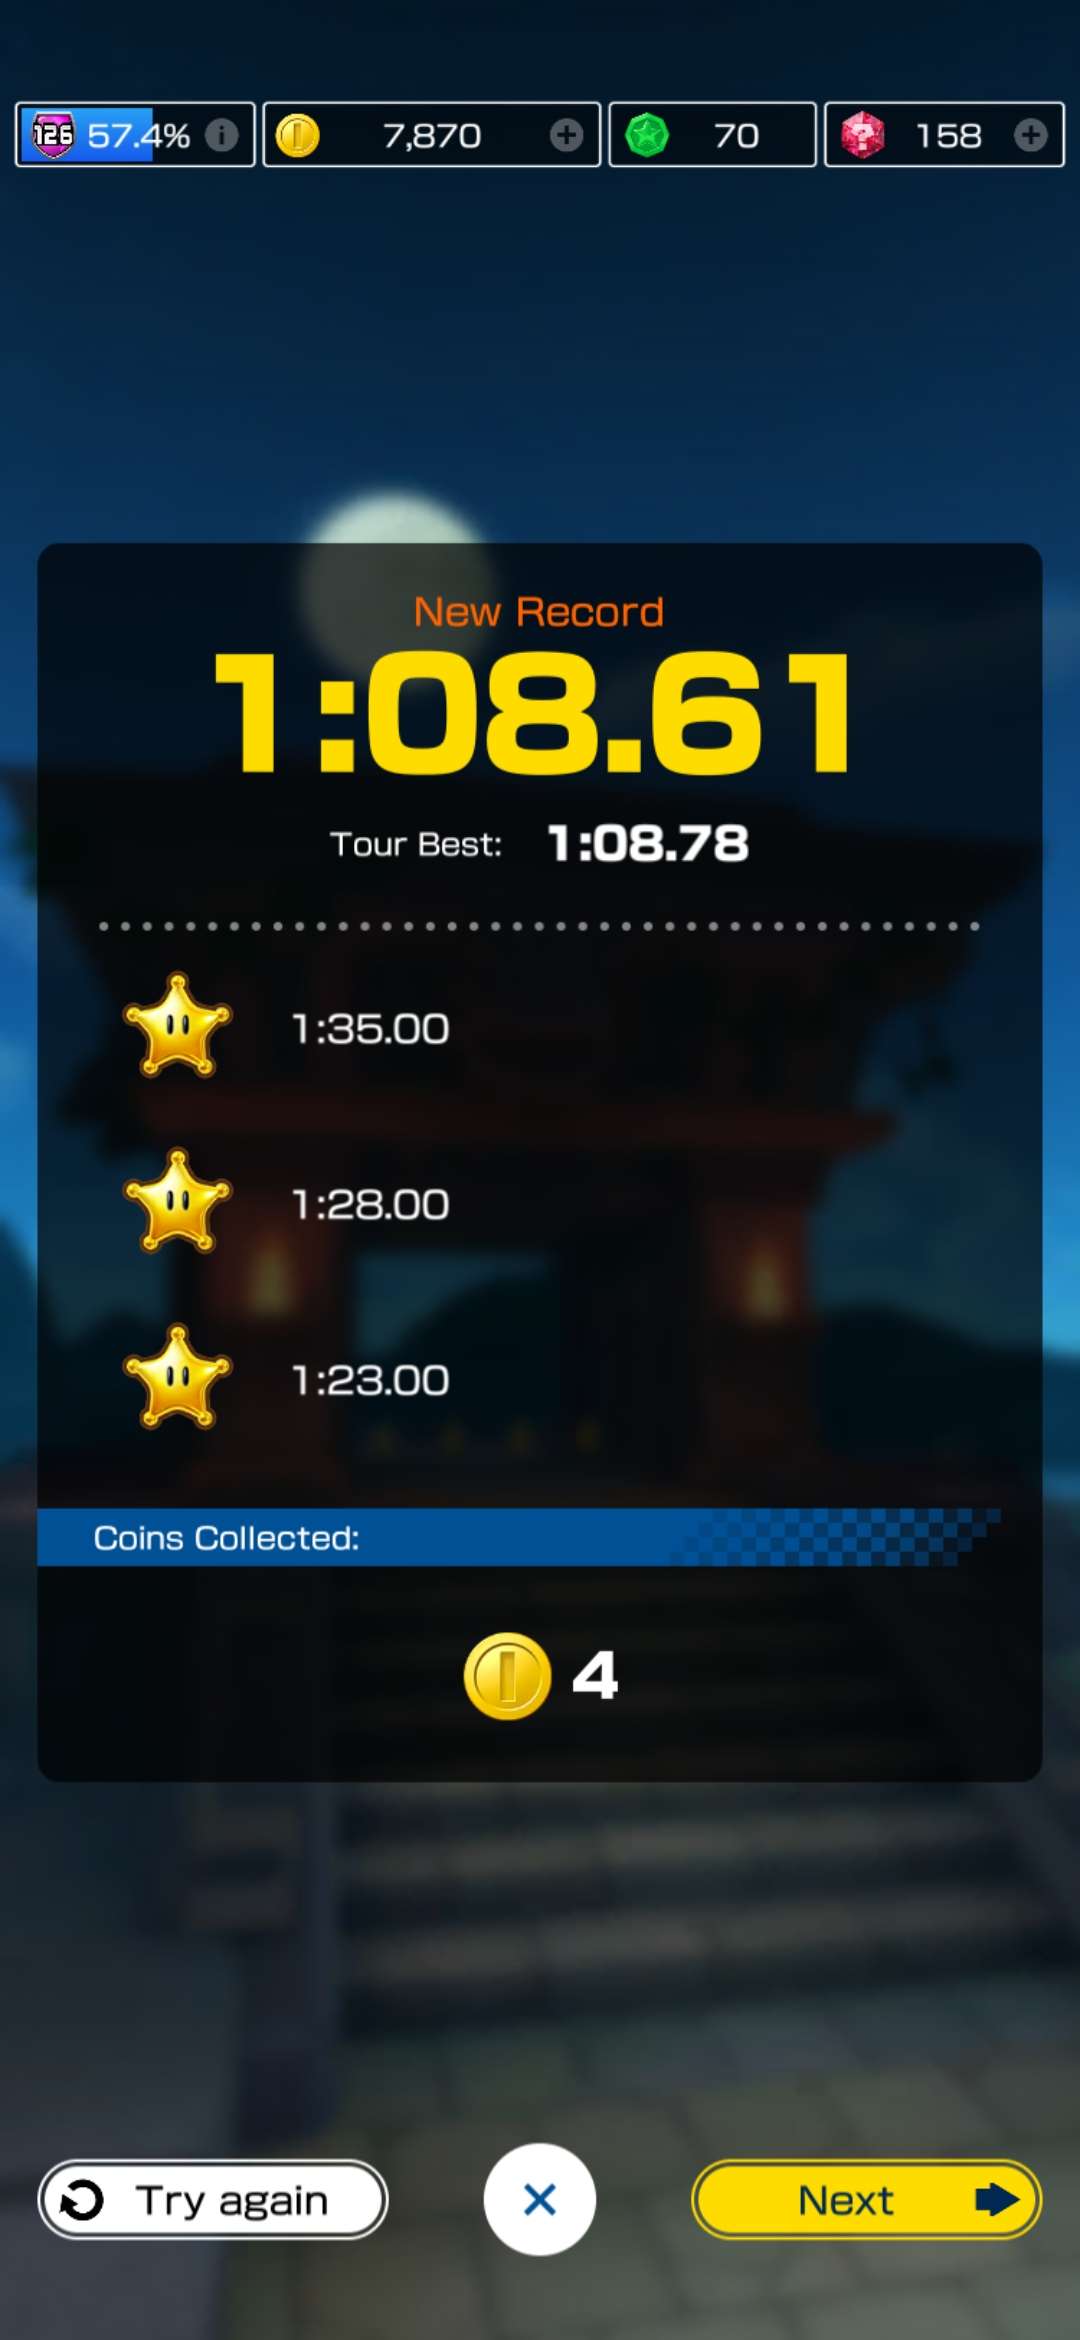 126 57.4% i 7,870 + 70 ? 158 +
New Record
1:08.61
Tour Best: 1:08.78
1:35.00
1:28.00
1:23.00
Coins Collected:
4
Try again × Next